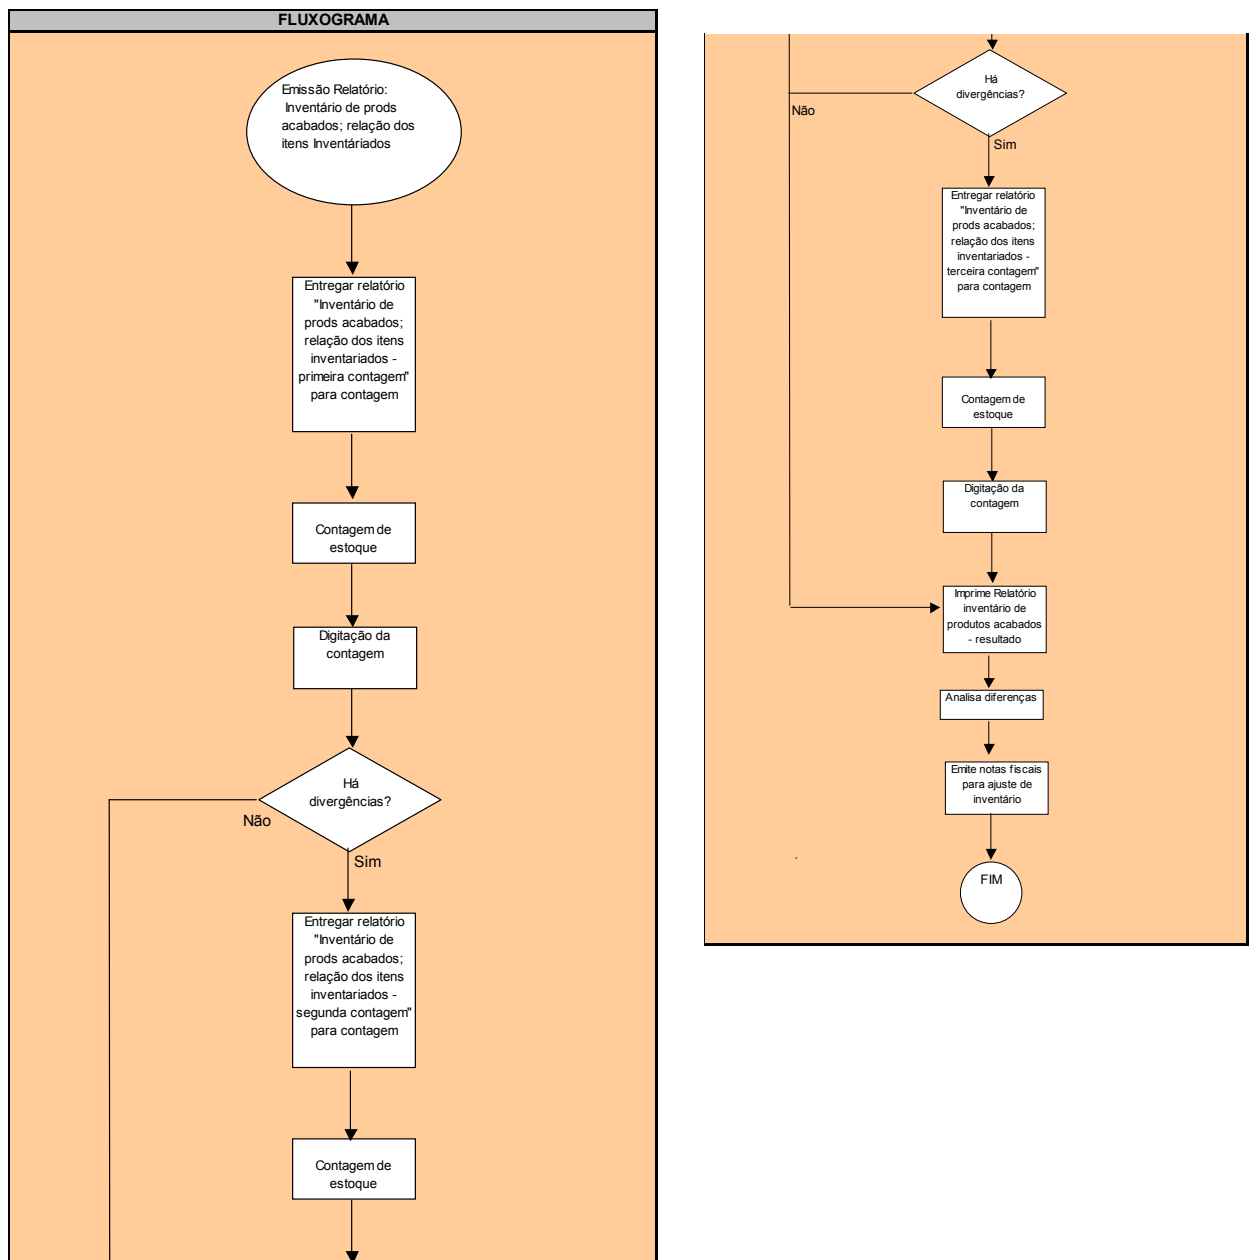 FLUXOGRAMA
Emissão Relatório:
Inventário de prods
acabados; relação dos
itens Inventáriados
Entregar relatório
"Inventário de
prods acabados;
relação dos itens
inventariados -
primeira contagem"
para contagem
Contagem de
estoque
Digitação da
contagem
Há
divergências?
Não
Sim
Entregar relatório
"Inventário de
prods acabados;
relação dos itens
inventariados -
segunda contagem"
para contagem
Contagem de
estoque
Há
divergências?
Não
Sim
Entregar relatório
"Inventário de
prods acabados;
relação dos itens
inventariados -
terceira contagem"
para contagem
Contagem de
estoque
Digitação da
contagem
Imprime Relatório
inventário de
produtos acabados
- resultado
Analisa diferenças
Emite notas fiscais
para ajuste de
inventário
FIM